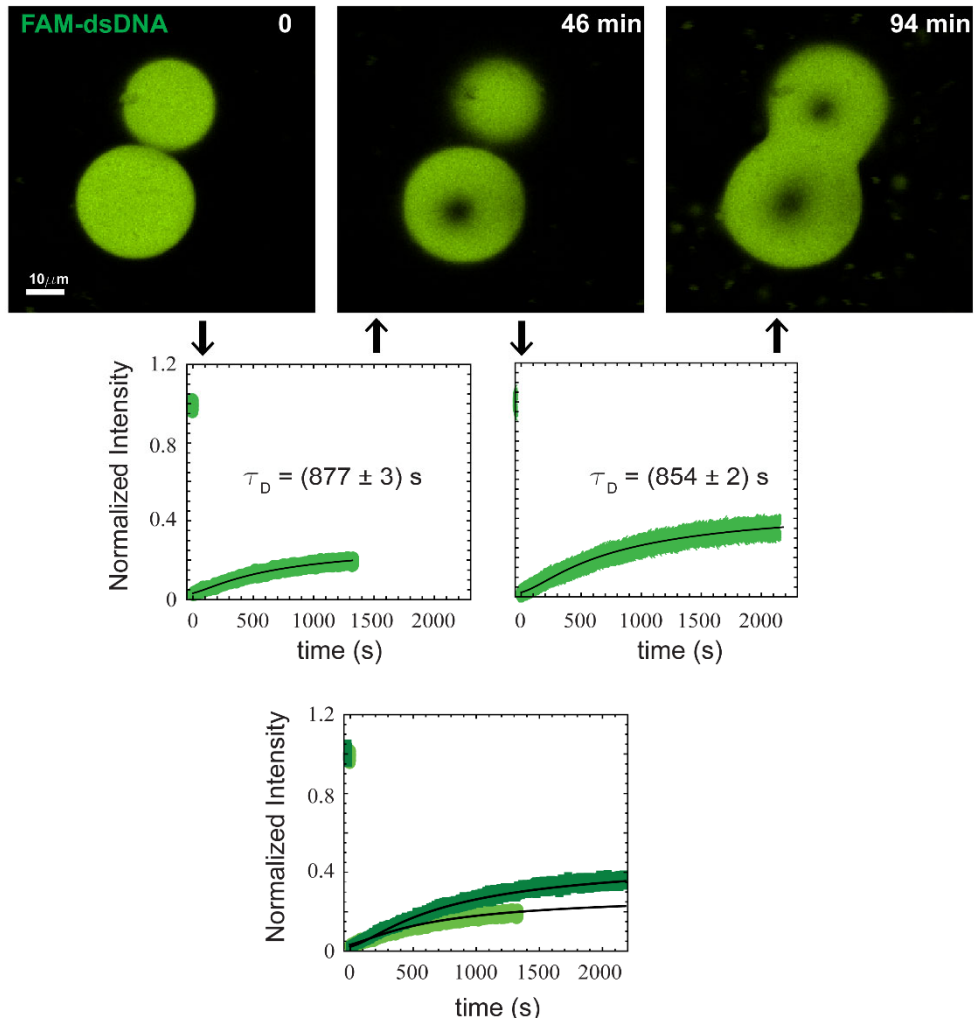 FAM-dsDNA 0 46 min 94 min
10μm
1.2
0.8
0.4
0
Normalized Intensity
τD = (877 ± 3) s
0 500 1000 1500 2000
time (s)
τD = (854 ± 2) s
0 500 1000 1500 2000
time (s)
1.2
0.8
0.4
0
Normalized Intensity
0 500 1000 1500 2000
time (s)